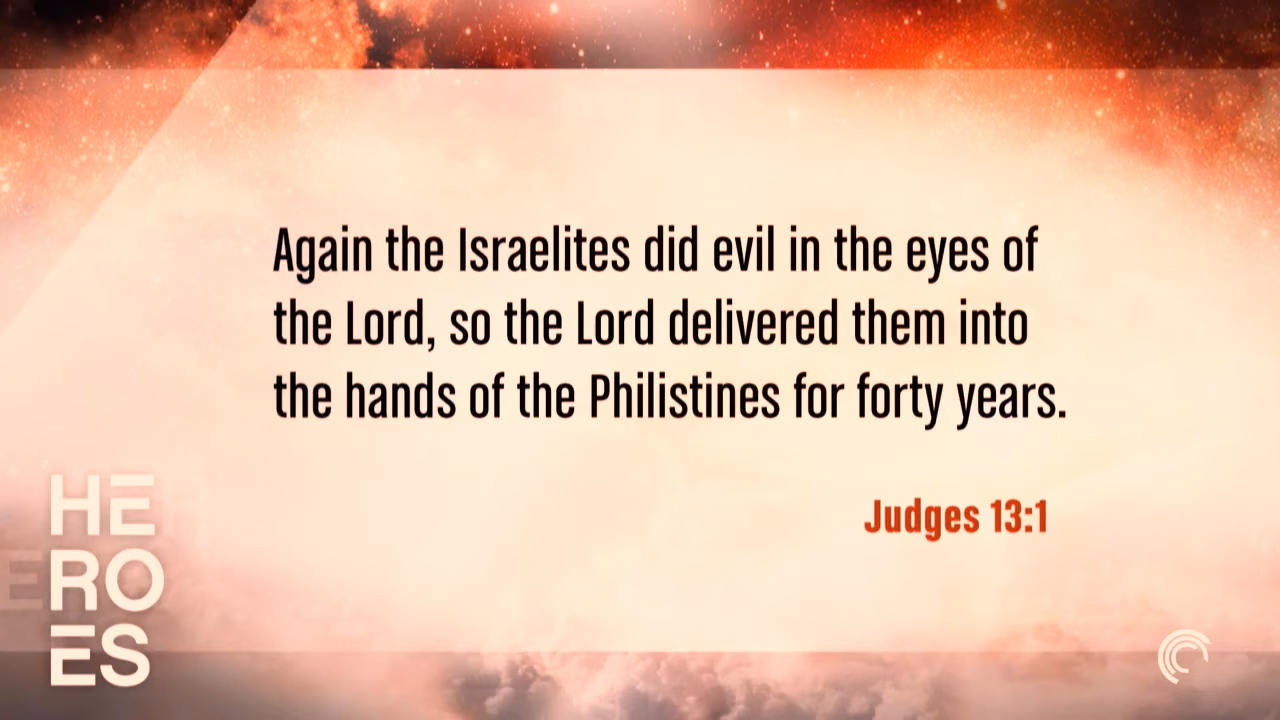 Again the Israelites did evil in the eyes of
the Lord, so the Lord delivered them into
the hands of the Philistines for forty years.
Judges 13:1
HE
RO
ES